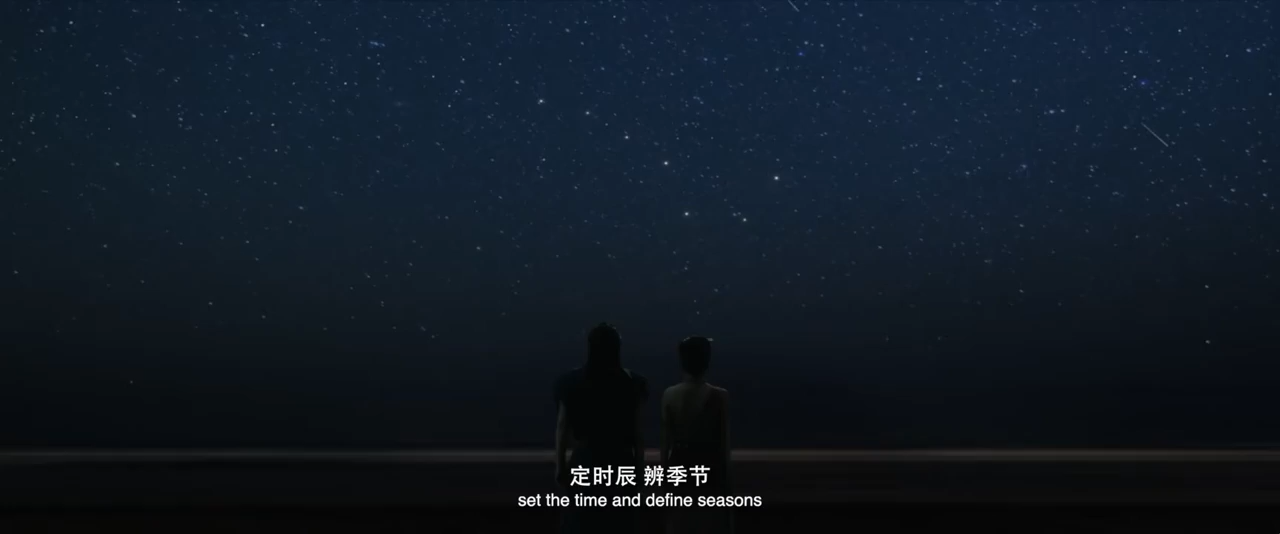 定时辰 辨季节
set the time and define seasons